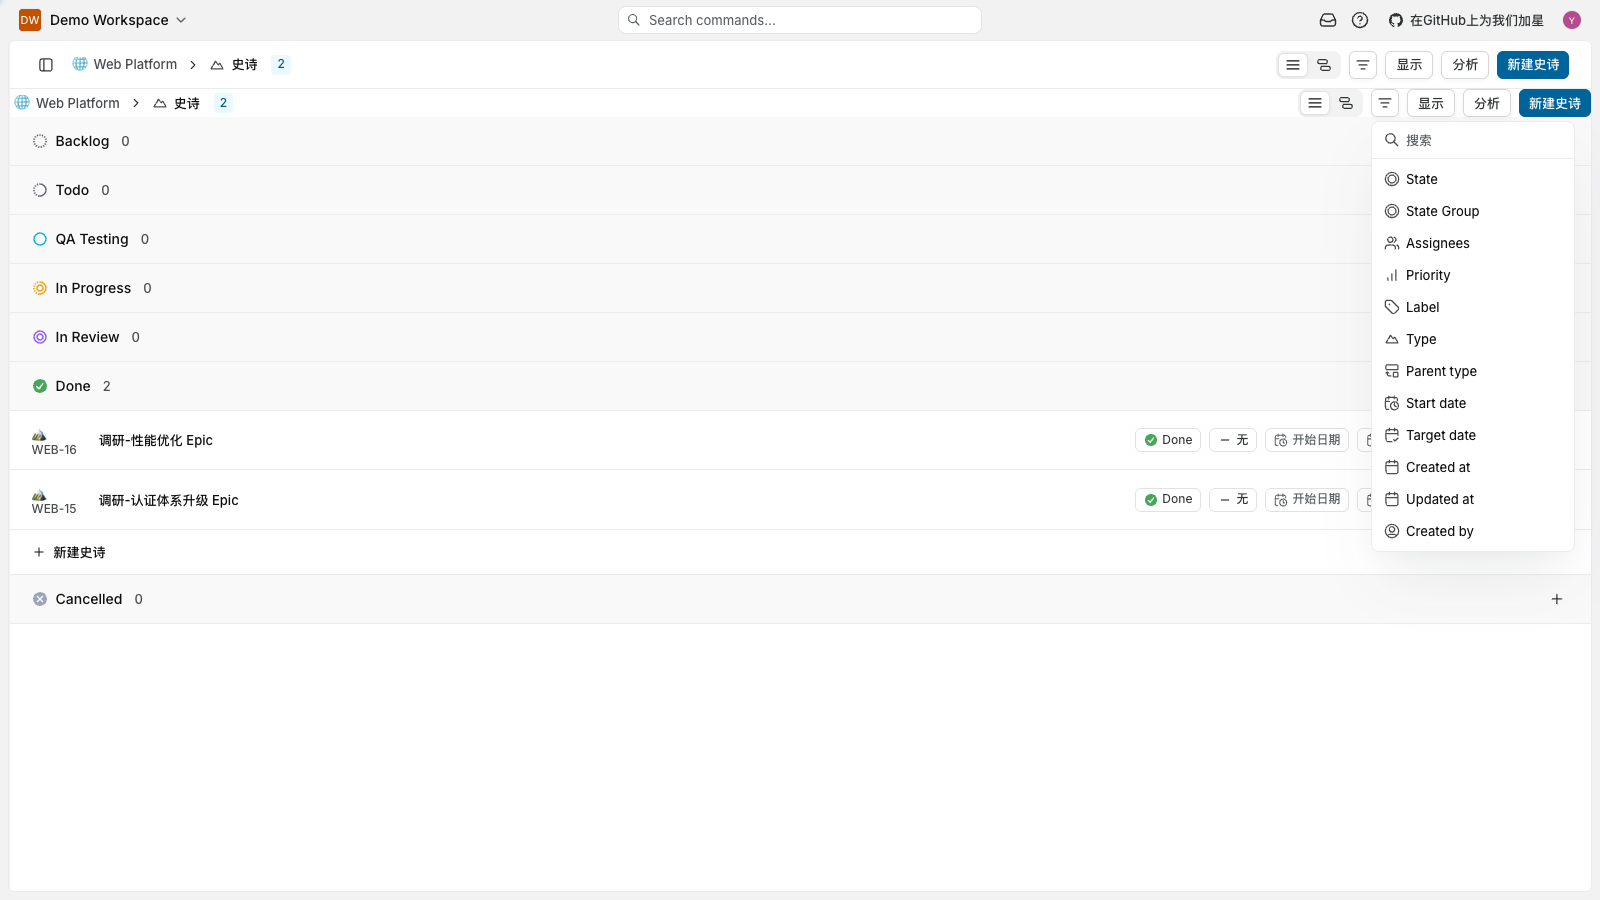 DW Demo Workspace Search commands... 在GitHub上为我们加星 Y
Web Platform 史诗 2 显示 分析 新建史诗
Web Platform 史诗 2 显示 分析 新建史诗
Backlog 0
Todo 0
QA Testing 0
In Progress 0
In Review 0
Done 2
WEB-16 调研-性能优化 Epic Done 无 开始日期
WEB-15 调研-认证体系升级 Epic Done 无 开始日期
新建史诗
Cancelled 0
搜索
State
State Group
Assignees
Priority
Label
Type
Parent type
Start date
Target date
Created at
Updated at
Created by